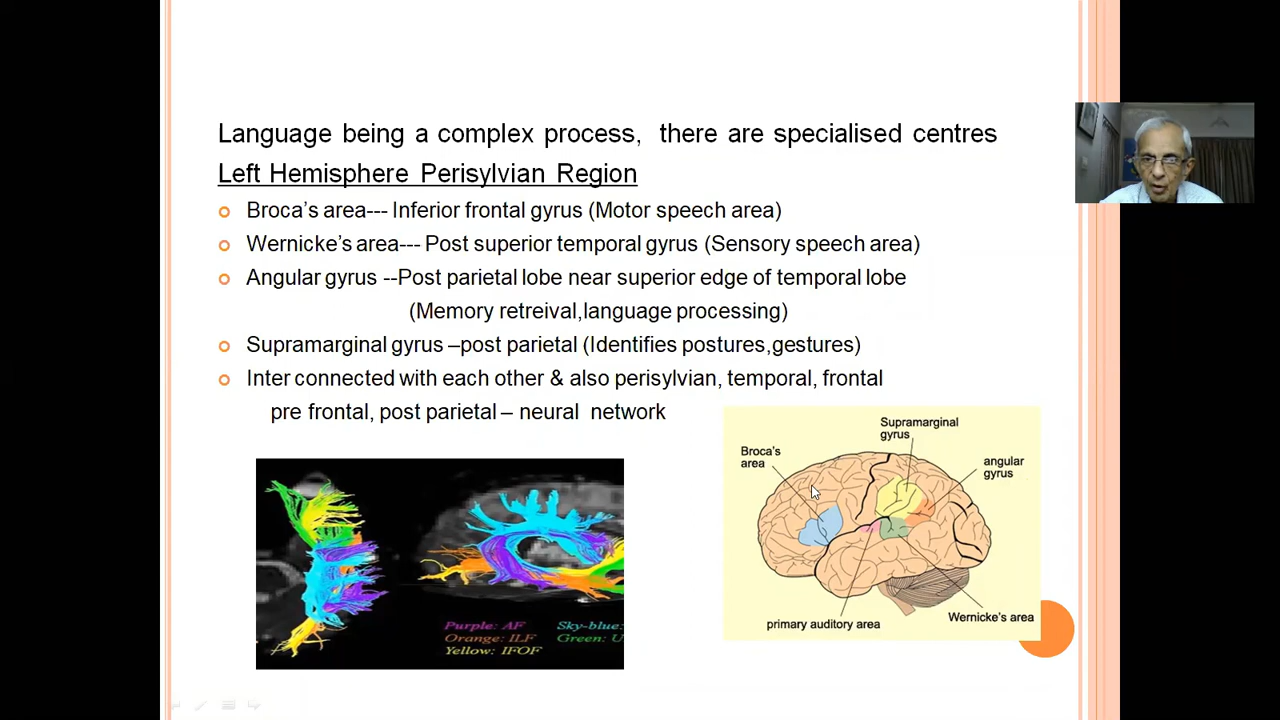 Language being a complex process, there are specialised centres
Left Hemisphere Perisylvian Region
Broca's area--- Inferior frontal gyrus (Motor speech area)
Wernicke's area--- Post superior temporal gyrus (Sensory speech area)
Angular gyrus --Post parietal lobe near superior edge of temporal lobe
(Memory retreival,language processing)
Supramarginal gyrus –post parietal (Identifies postures,gestures)
Inter connected with each other & also perisylvian, temporal, frontal
pre frontal, post parietal – neural network
Purple: AF
Sky-blue:
Orange: ILF
Green: U
Yellow: IFOF
Supramarginal
gyrus
Broca's
area
angular
gyrus
primary auditory area
Wernicke's area